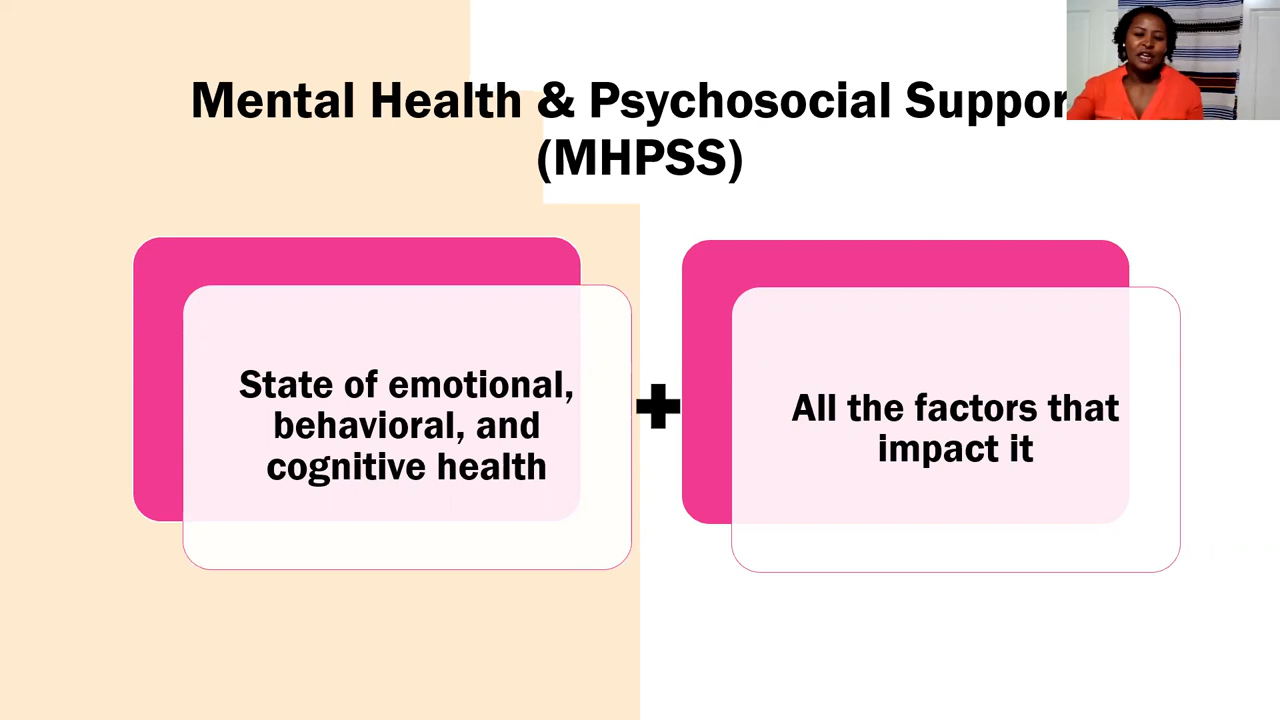 Mental Health & Psychosocial Suppor
(MHPSS)
State of emotional,
behavioral, and
cognitive health
All the factors that
impact it